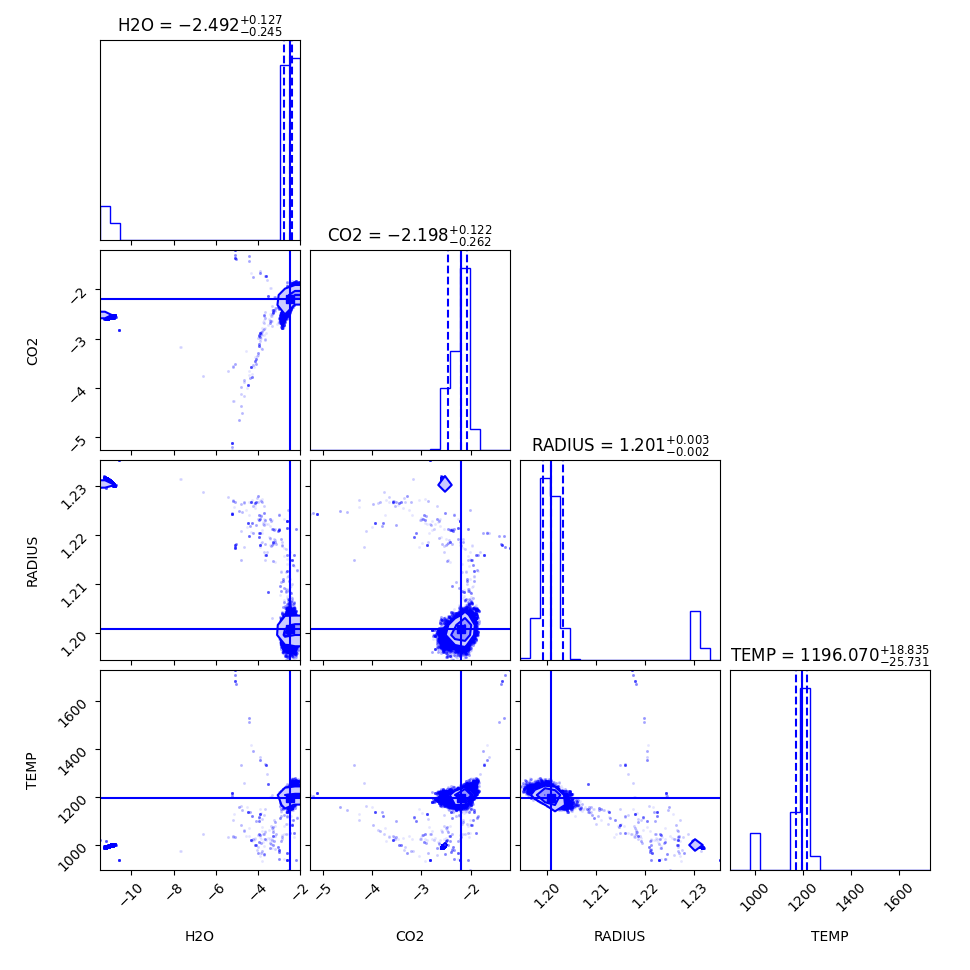 H2O = −2.492+0.127 −0.245
CO2 = −2.198+0.122 −0.262
−2
−3
−4
−5
CO2
RADIUS = 1.201+0.003 −0.002
1.23
1.22
1.21
1.20
RADIUS
TEMP = 1196.070+18.835 −25.731
1600
1400
1200
1000
TEMP
−10 −8 −6 −4 −2
−5 −4 −3 −2
1.20 1.21 1.22 1.23
1000 1200 1400 1600
H2O CO2 RADIUS TEMP